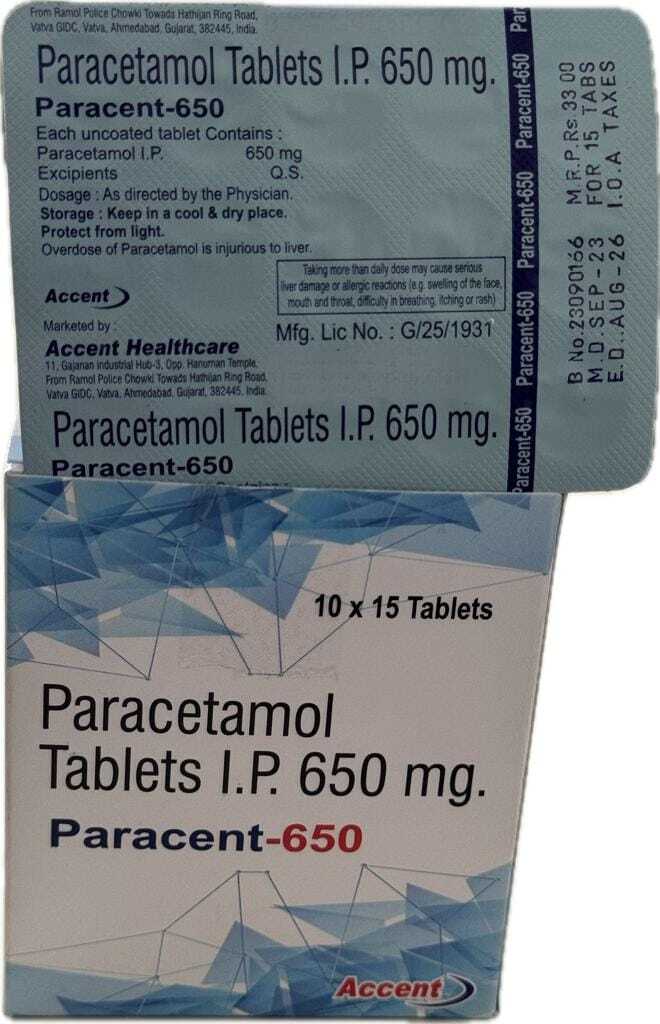 From Ramol Police Chowki Towads Hathijan Ring Road,
Vatva GIDC, Vatva, Ahmedabad, Gujarat, 382445, India.
Paracetamol Tablets I.P. 650 mg.
Paracent-650
Each uncoated tablet Contains :
Paracetamol I.P. 650 mg
Excipients Q.S.
Dosage : As directed by the Physician.
Storage : Keep in a cool & dry place.
Protect from light.
Overdose of Paracetamol is injurious to liver.
Taking more than daily dose may cause serious
liver damage or allergic reactions (e.g. swelling of the face,
mouth and throat, difficulty in breathing, itching or rash)
Accent
Marketed by :
Mfg. Lic No. : G/25/1931
Accent Healthcare
11, Gajanan Industrial Hub-3, Opp. Hanuman Temple,
From Ramol Police Chowki Towads Hathijan Ring Road,
Vatva GIDC, Vatva, Ahmedabad, Gujarat, 382445, India.
Paracetamol Tablets I.P. 650 mg.
Paracent-650
Paracent-650 Paracent-650 Paracent-650 Paracent-650 Par
B No.23090166 M.R.P.Rs.33 00
M.D.SEP-23 FOR 15 TABS
E.D..AUG-26 I.O.A TAXES
10 x 15 Tablets
Paracetamol
Tablets I.P. 650 mg.
Paracent-650
Accent